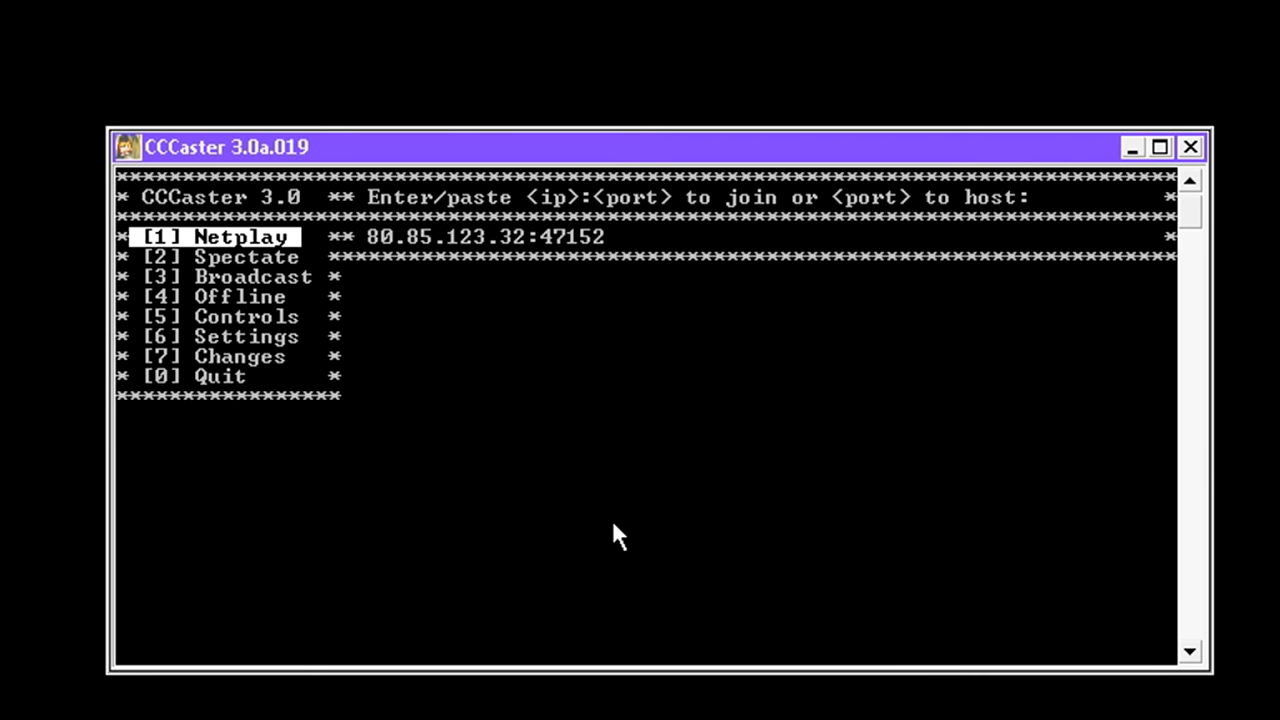 CCCaster 3.0a.019
*********************************************************************************
* CCCaster 3.0  ** Enter/paste <ip>:<port> to join or <port> to host:          *
*********************************************************************************
* [1] Netplay   ** 80.85.123.32:47152                                          *
* [2] Spectate  ****************************************************************
* [3] Broadcast *
* [4] Offline   *
* [5] Controls  *
* [6] Settings  *
* [7] Changes   *
* [0] Quit      *
*****************